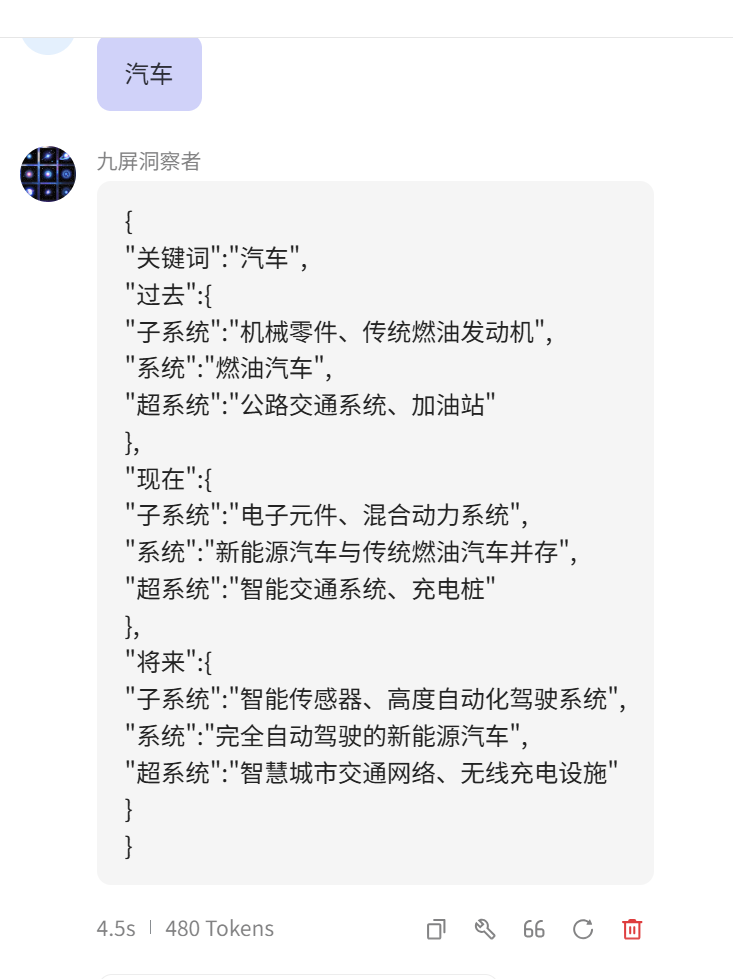 汽车
九屏洞察者
{
"关键词":"汽车",
"过去":{
"子系统":"机械零件、传统燃油发动机",
"系统":"燃油汽车",
"超系统":"公路交通系统、加油站"
},
"现在":{
"子系统":"电子元件、混合动力系统",
"系统":"新能源汽车与传统燃油汽车并存",
"超系统":"智能交通系统、充电桩"
},
"将来":{
"子系统":"智能传感器、高度自动化驾驶系统",
"系统":"完全自动驾驶的新能源汽车",
"超系统":"智慧城市交通网络、无线充电设施"
}
}
4.5s | 480 Tokens